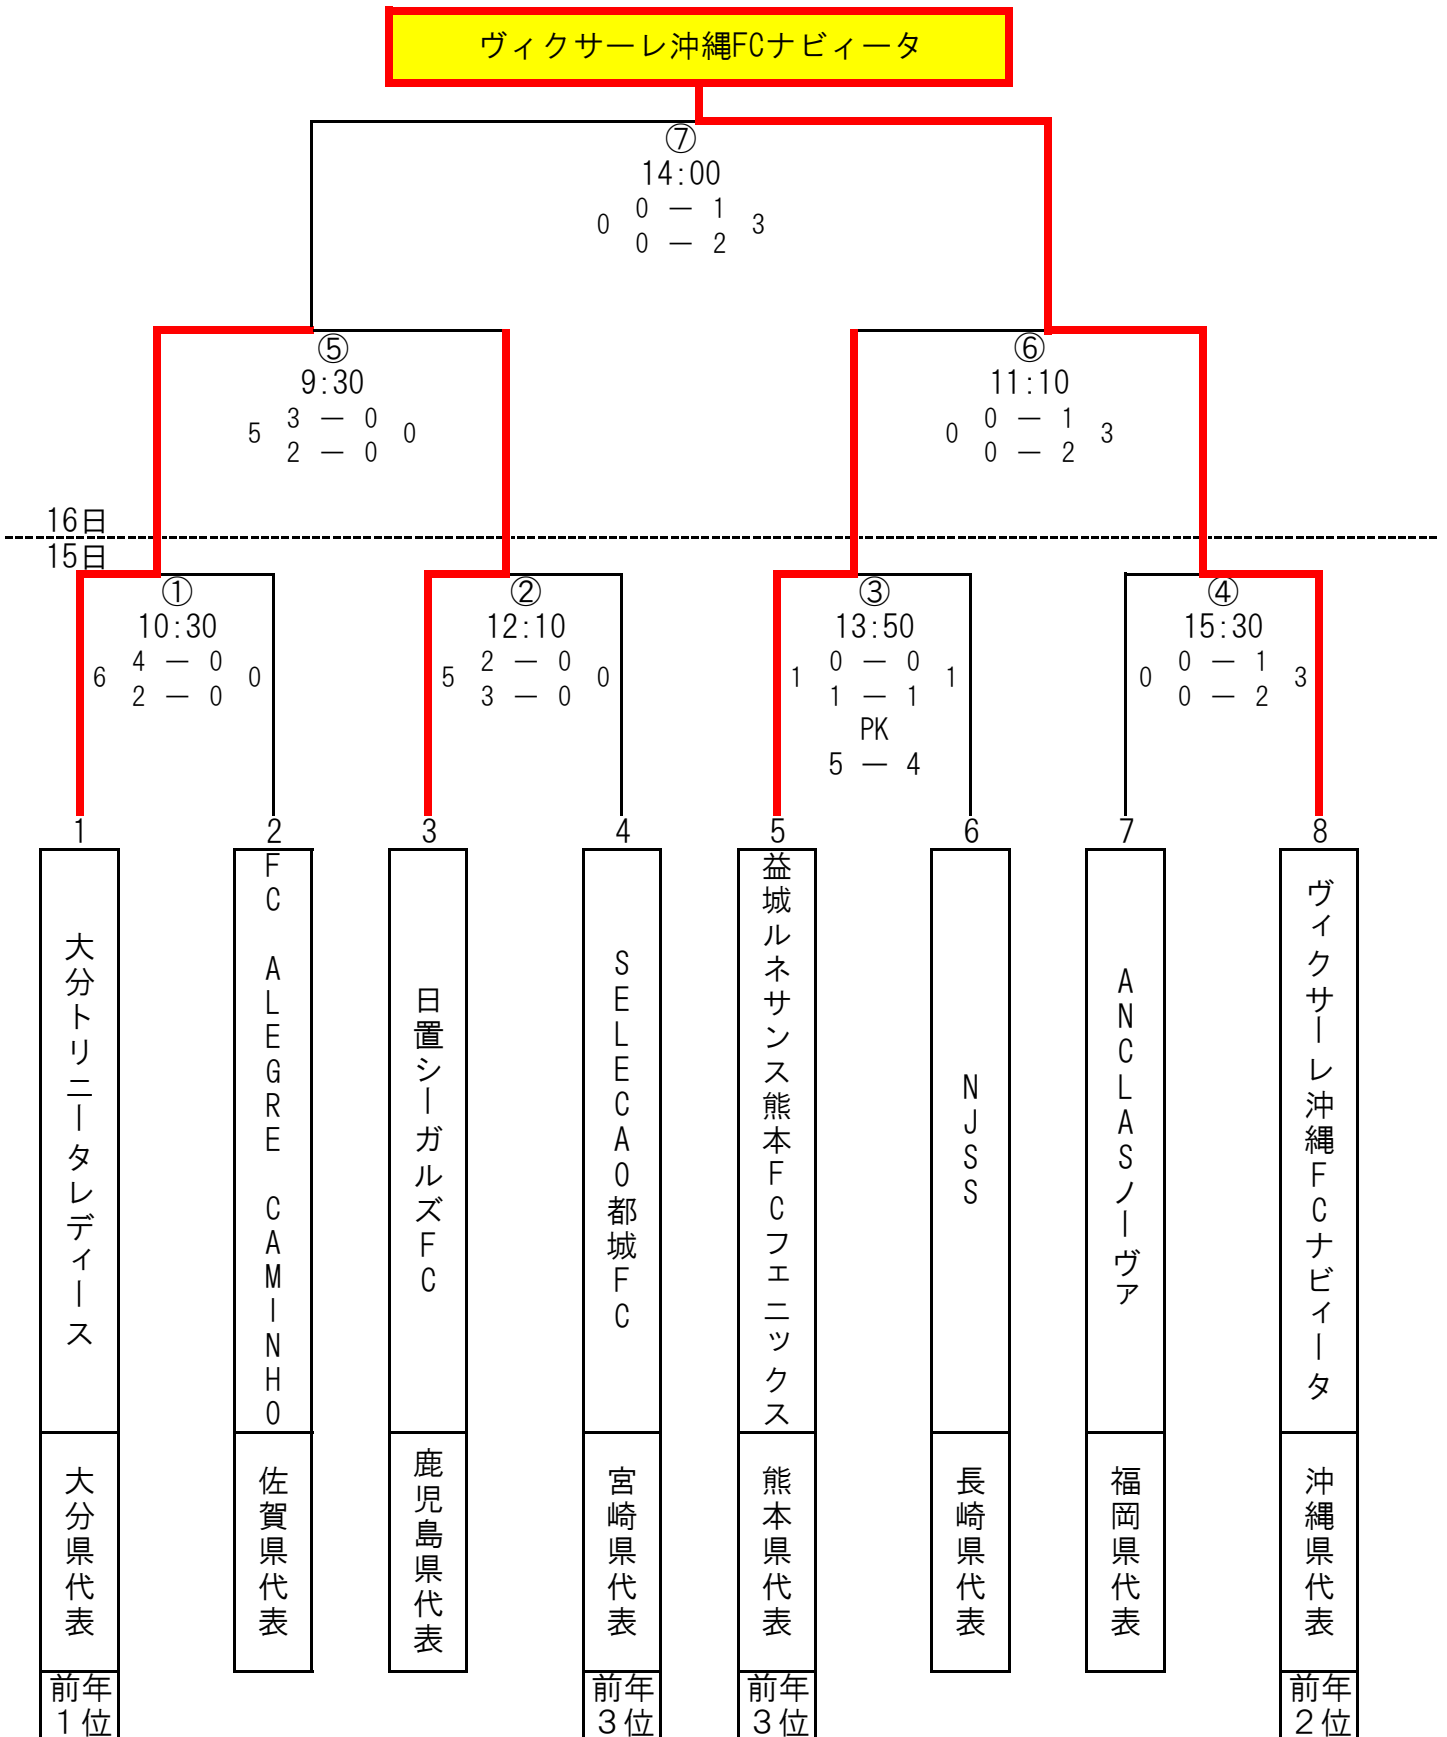 ヴィクサーレ沖縄FCナビィータ
⑦
14:00
0 0 － 1 3
0 － 2
⑤
9:30
5 3 － 0 0
2 － 0
⑥
11:10
0 0 － 1 3
0 － 2
16日
15日
①
10:30
6 4 － 0 0
2 － 0
②
12:10
5 2 － 0 0
3 － 0
③
13:50
1 0 － 0 1
1 － 1
PK
5 － 4
④
15:30
0 0 － 1 3
0 － 2
1
2
3
4
5
6
7
8
大分トリニータレディース
FC ALEGRE CAMINHO
日置シーガルズFC
SELECAO都城FC
益城ルネサンス熊本FCフェニックス
NJSS
ANCLASノーヴァ
ヴィクサーレ沖縄FCナビィータ
大分県代表
佐賀県代表
鹿児島県代表
宮崎県代表
熊本県代表
長崎県代表
福岡県代表
沖縄県代表
前年
１位
前年
３位
前年
３位
前年
２位